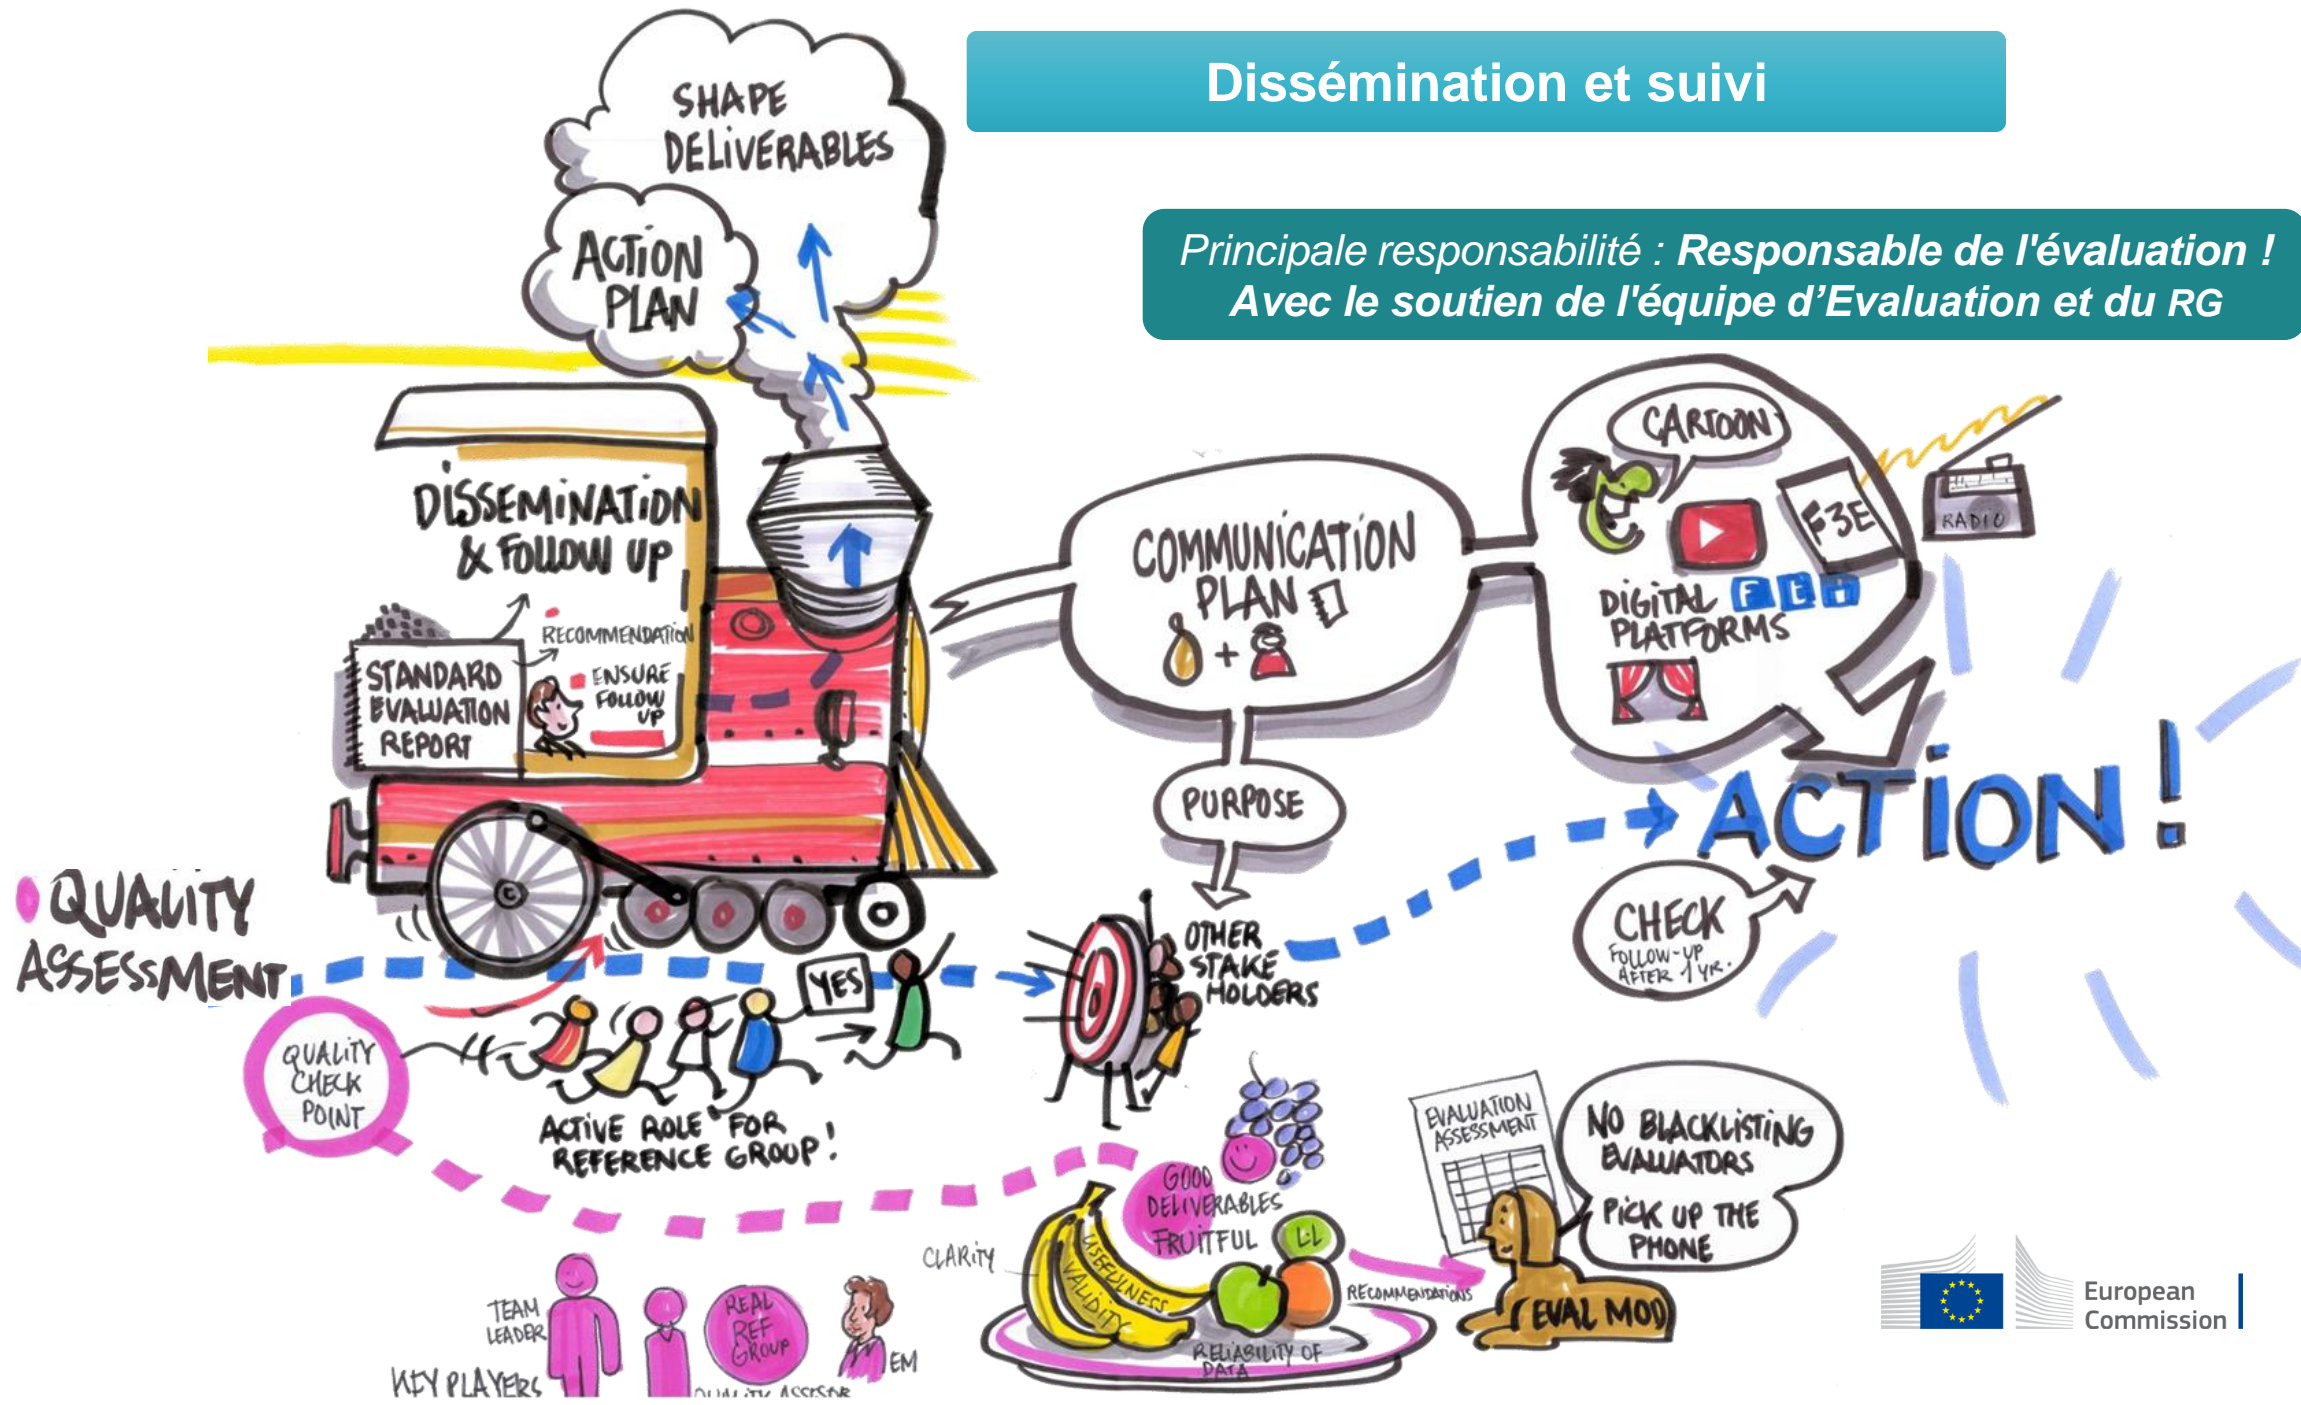 Dissémination et suivi
Principale responsabilité : Responsable de l'évaluation !
Avec le soutien de l'équipe d’Evaluation et du RG
SHAPE
DELIVERABLES
ACTION
PLAN
DISSEMINATION
& FOLLOW UP
RECOMMENDATION
ENSURE
FOLLOW
UP
STANDARD
EVALUATION
REPORT
COMMUNICATION
PLAN
PURPOSE
OTHER
STAKE
HOLDERS
CARTOON
F3E
RADIO
DIGITAL
PLATFORMS
ACTION!
CHECK
FOLLOW-UP
AFTER 1 YR.
QUALITY
ASSESSMENT
QUALITY
CHECK
POINT
YES
ACTIVE ROLE FOR
REFERENCE GROUP!
TEAM
LEADER
KEY PLAYERS
REAL
REF
GROUP
QUALITY ASSESSOR
EM
CLARITY
USEFULNESS
VALIDITY
GOOD
DELIVERABLES
FRUITFUL
L.L
RELIABILITY OF
DATA
RECOMMENDATIONS
EVALUATION
ASSESSMENT
NO BLACKLISTING
EVALUATORS
PICK UP THE
PHONE
EVAL MOD
European
Commission